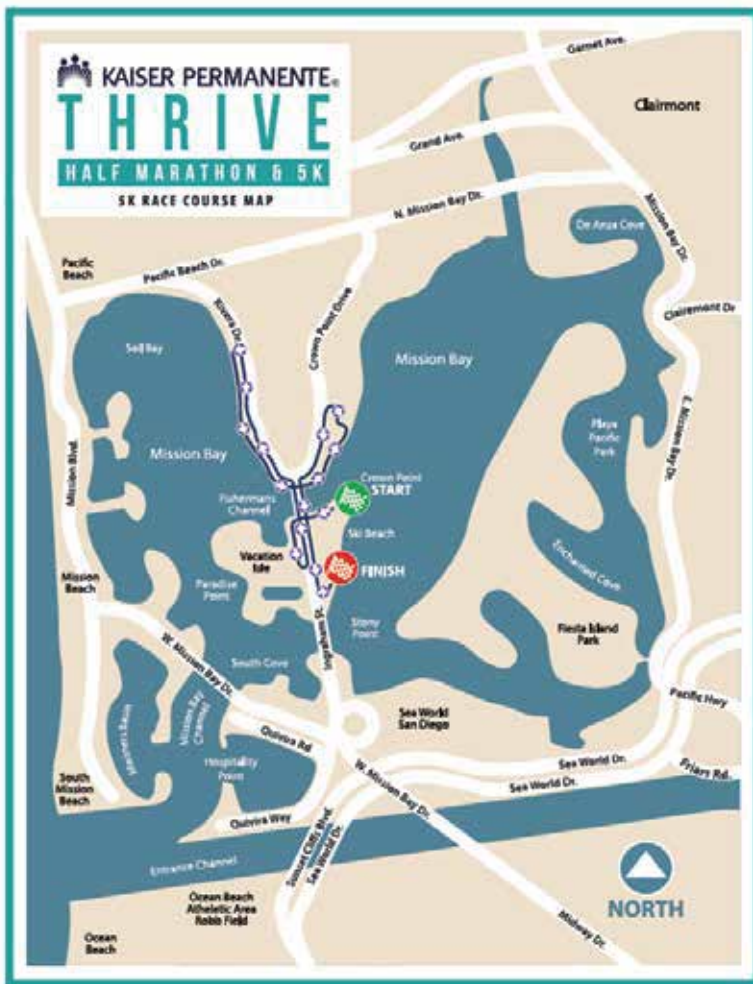 KAISER PERMANENTE®
THRIVE
HALF MARATHON & 5K
5K RACE COURSE MAP
Garnet Ave.
Clairmont
Grand Ave.
N. Mission Bay Dr.
Mission Bay Dr.
De Anza Cove
Pacific
Beach
Pacific Beach Dr.
Riviera Dr.
Crown Point Drive
Clairemont Dr
Sail Bay
Mission Bay
Mission Blvd.
Mission Bay
Playa
Pacific
Park
E. Mission Bay Dr.
Crown Point
START
Fishermans
Channel
Ski Beach
Vacation
Isle
FINISH
Enchanted Cove
Mission
Beach
Paradise
Point
Ingraham St.
Stony
Point
Fiesta Island
Park
W. Mission Bay Dr.
South Cove
Pacific Hwy
Mariners Basin
Mission Bay
Channel
Quivira Rd
Sea World
San Diego
Hospitality
Point
Sea World Dr.
Friars Rd.
South
Mission
Beach
W. Mission Bay Dr.
Sea World Dr.
Quivira Way
Sunset Cliffs Blvd.
Sea World Dr.
Entrance Channel
NORTH
Ocean Beach
Atheletic Area
Robb Field
Midway Dr.
Ocean
Beach